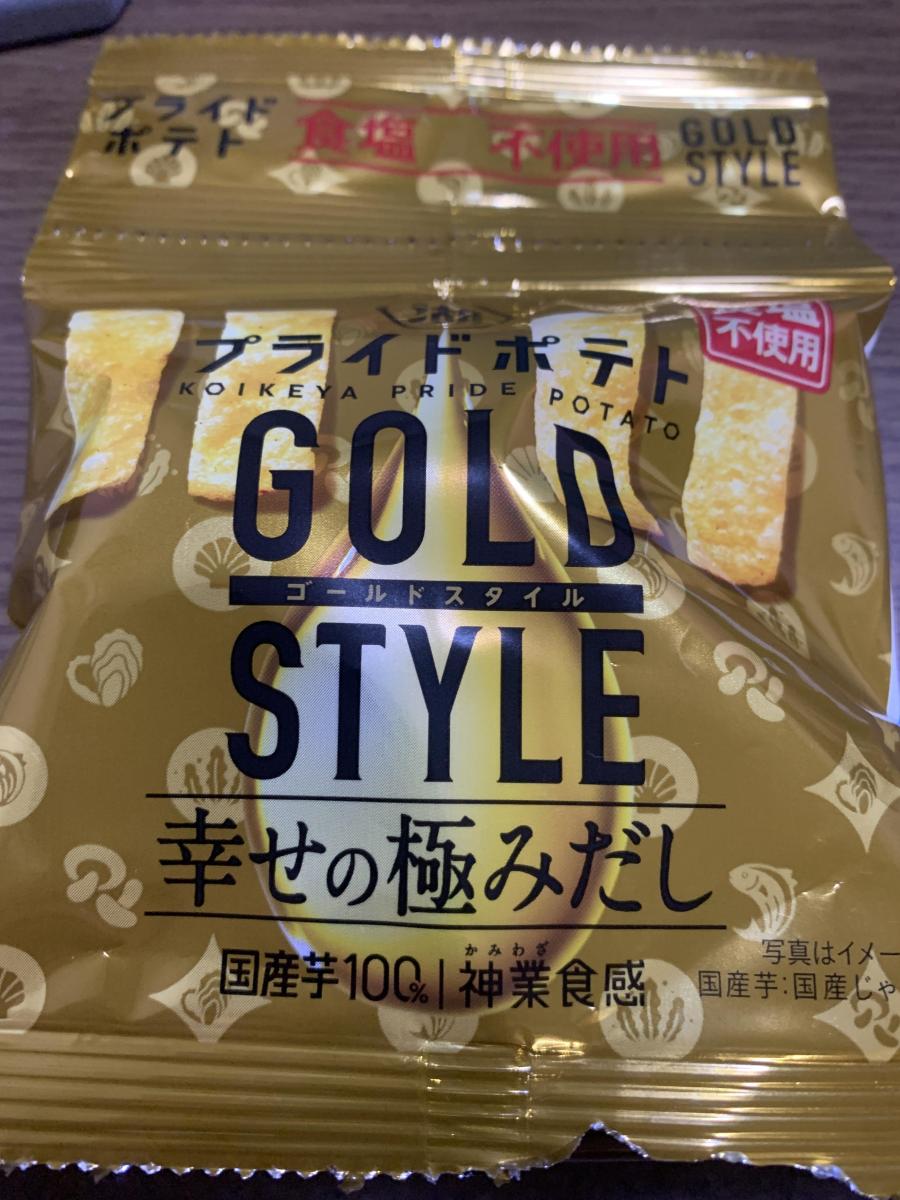 プライド
ポテト
食塩 不使用
GOLD
STYLE
湖池屋
食塩
不使用
プライドポテト
KOIKEYA PRIDE POTATO
GOLD
ゴールドスタイル
STYLE
幸せの極みだし
国産芋100%|神業食感
かみわざ
写真はイメー
国産芋:国産じゃ